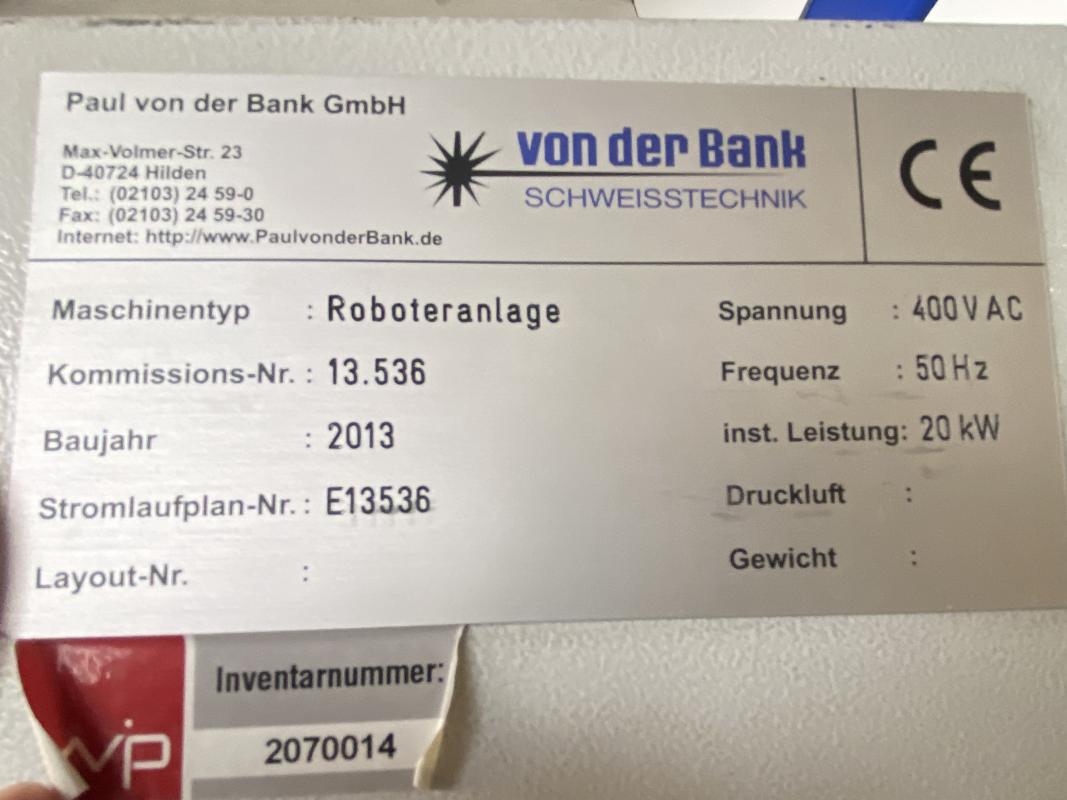 Paul von der Bank GmbH
Max-Volmer-Str. 23
D-40724 Hilden
Tel.: (02103) 24 59-0
Fax: (02103) 24 59-30
Internet: http://www.PaulvonderBank.de
von der Bank
SCHWEISSTECHNIK
CE
Maschinentyp : Roboteranlage
Kommissions-Nr. : 13.536
Baujahr : 2013
Stromlaufplan-Nr. : E13536
Layout-Nr. :
Spannung : 400 V AC
Frequenz : 50 Hz
inst. Leistung: 20 kW
Druckluft :
Gewicht :
Inventarnummer:
2070014